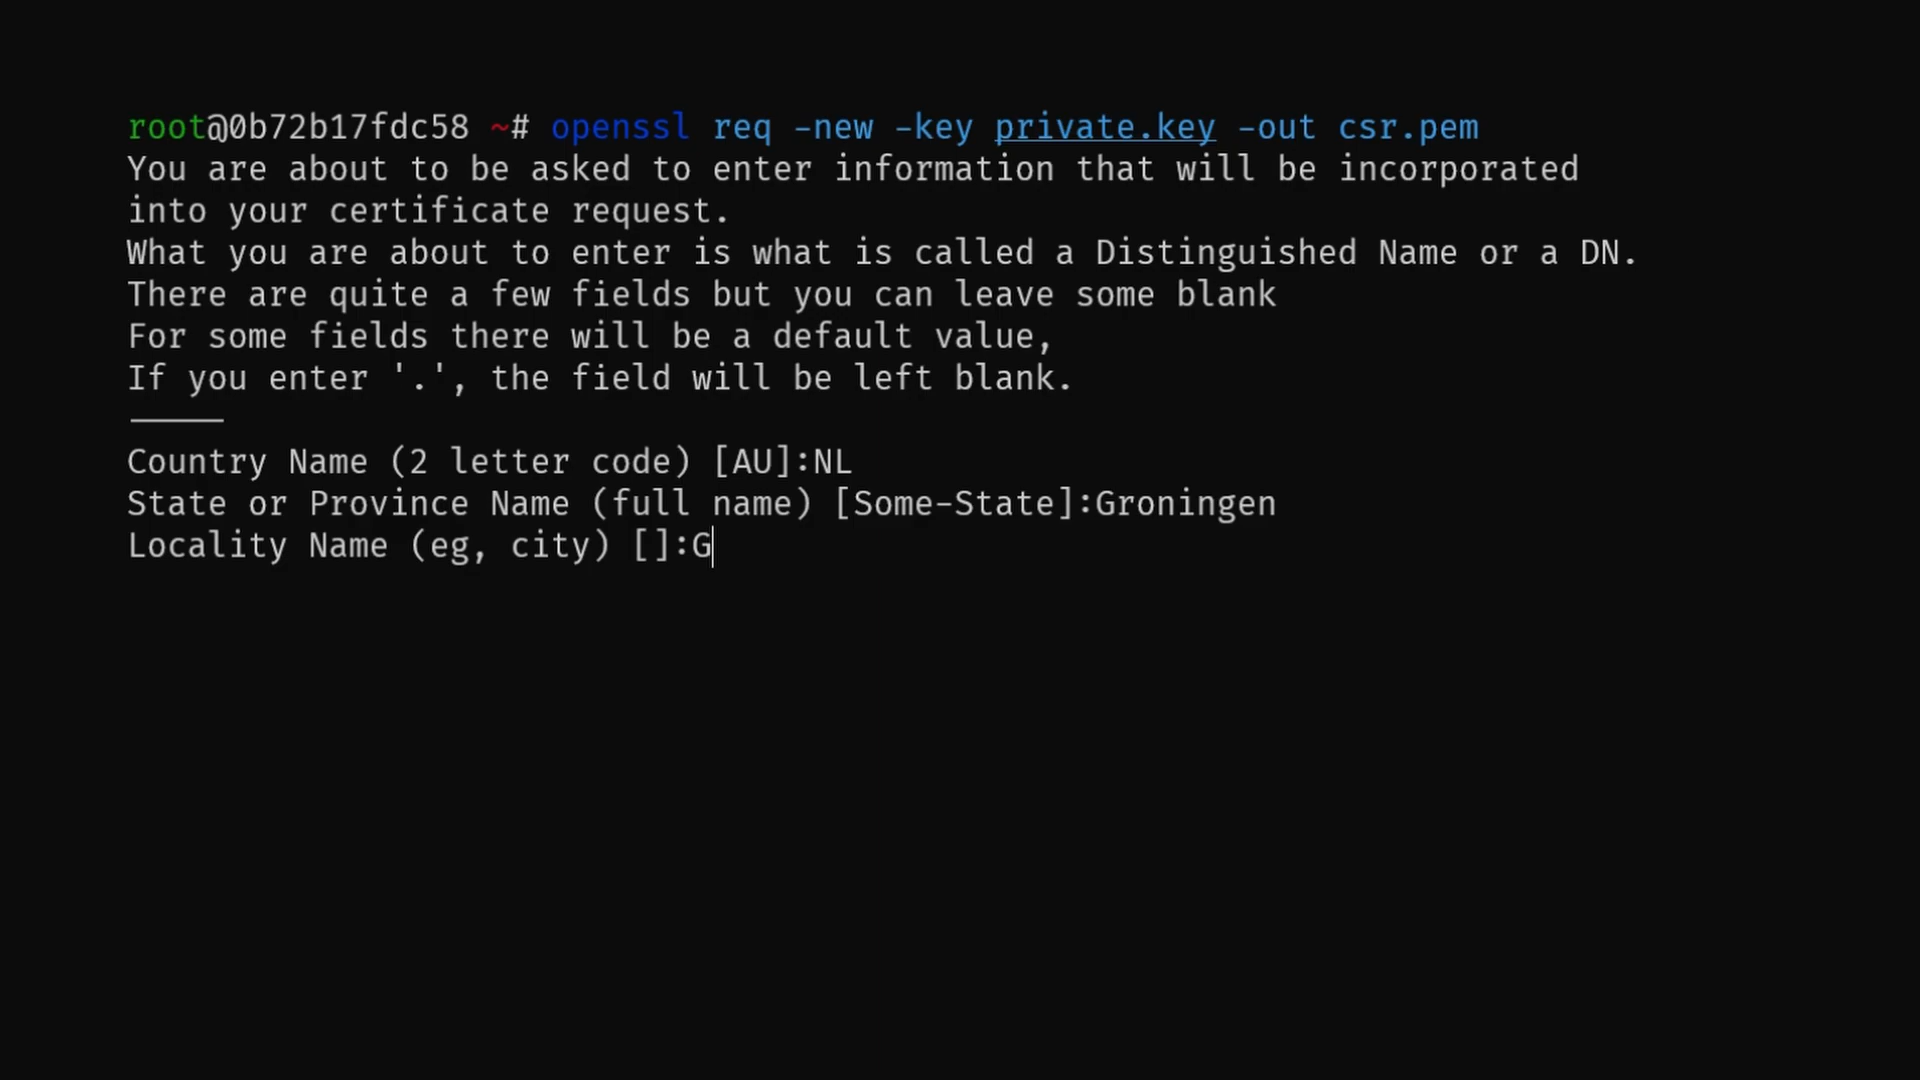 root@0b72b17fdc58 ~# openssl req -new -key private.key -out csr.pem
You are about to be asked to enter information that will be incorporated
into your certificate request.
What you are about to enter is what is called a Distinguished Name or a DN.
There are quite a few fields but you can leave some blank
For some fields there will be a default value,
If you enter '.', the field will be left blank.
-----
Country Name (2 letter code) [AU]:NL
State or Province Name (full name) [Some-State]:Groningen
Locality Name (eg, city) []:G